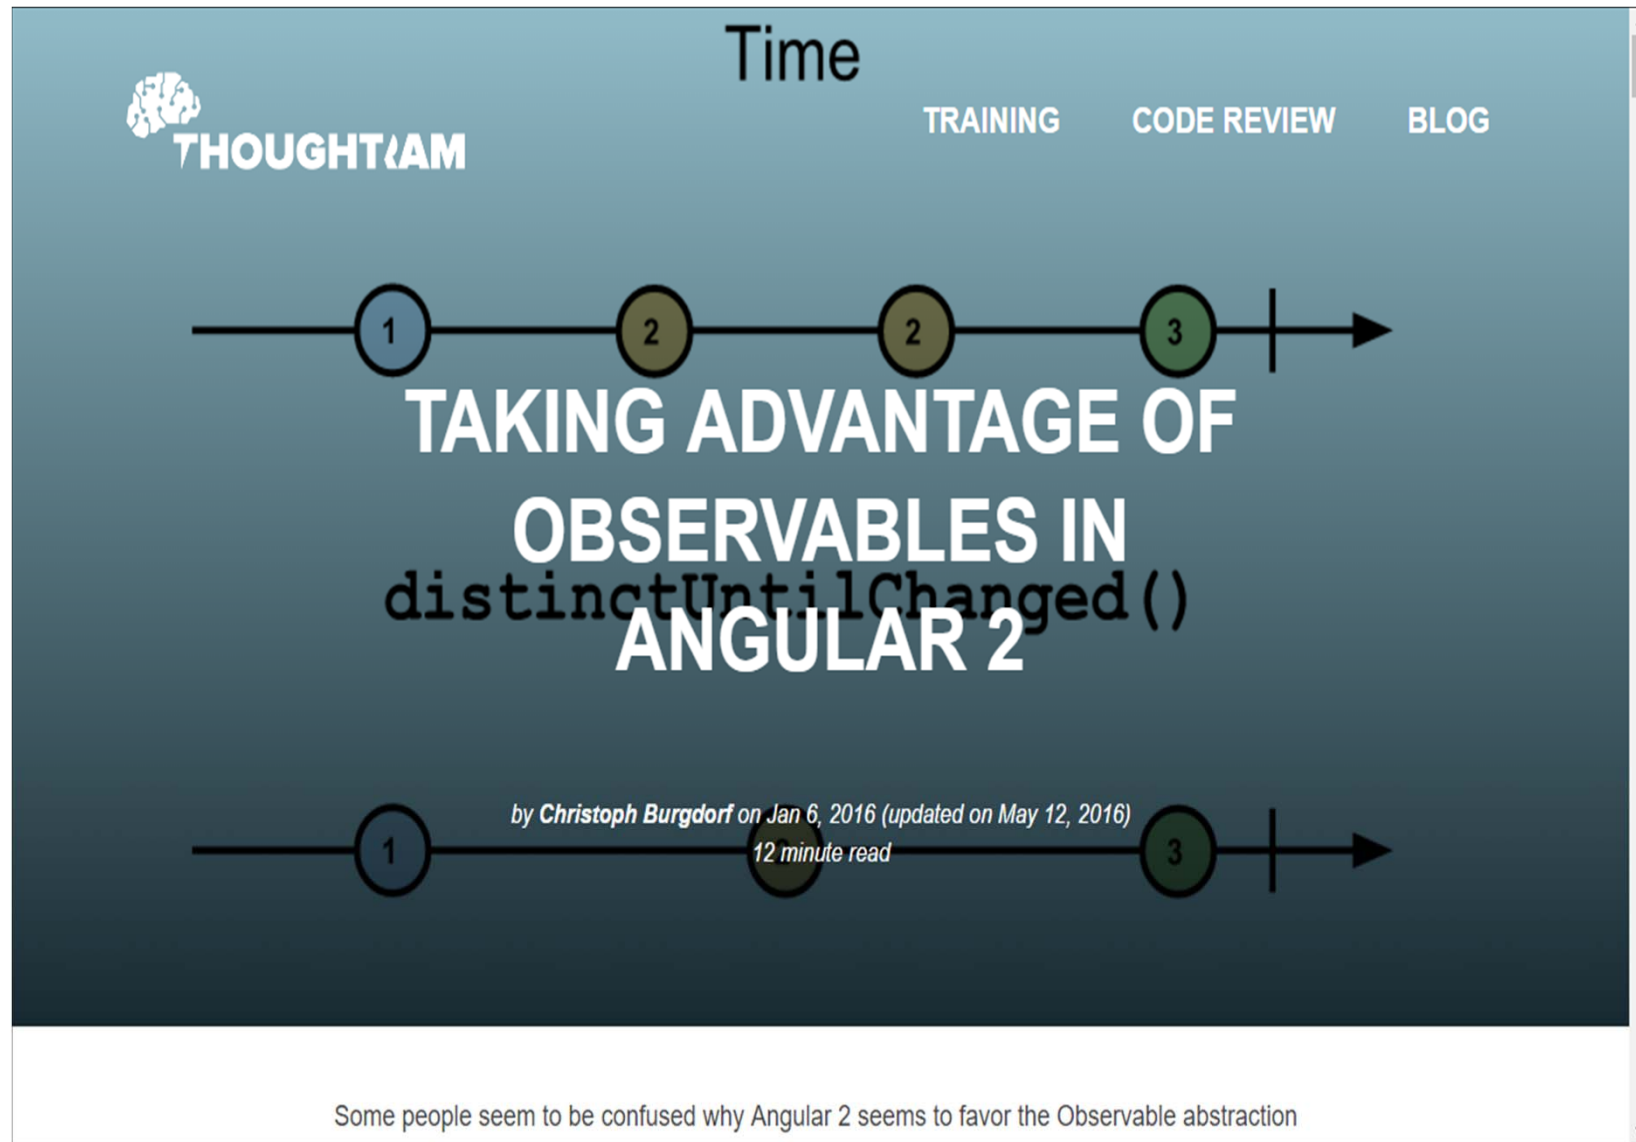 Time
THOUGHTRAM
TRAINING CODE REVIEW BLOG
1 2 2 3
TAKING ADVANTAGE OF
OBSERVABLES IN
distinctUntilChanged()
ANGULAR 2
by Christoph Burgdorf on Jan 6, 2016 (updated on May 12, 2016)
12 minute read
1 2 3
Some people seem to be confused why Angular 2 seems to favor the Observable abstraction